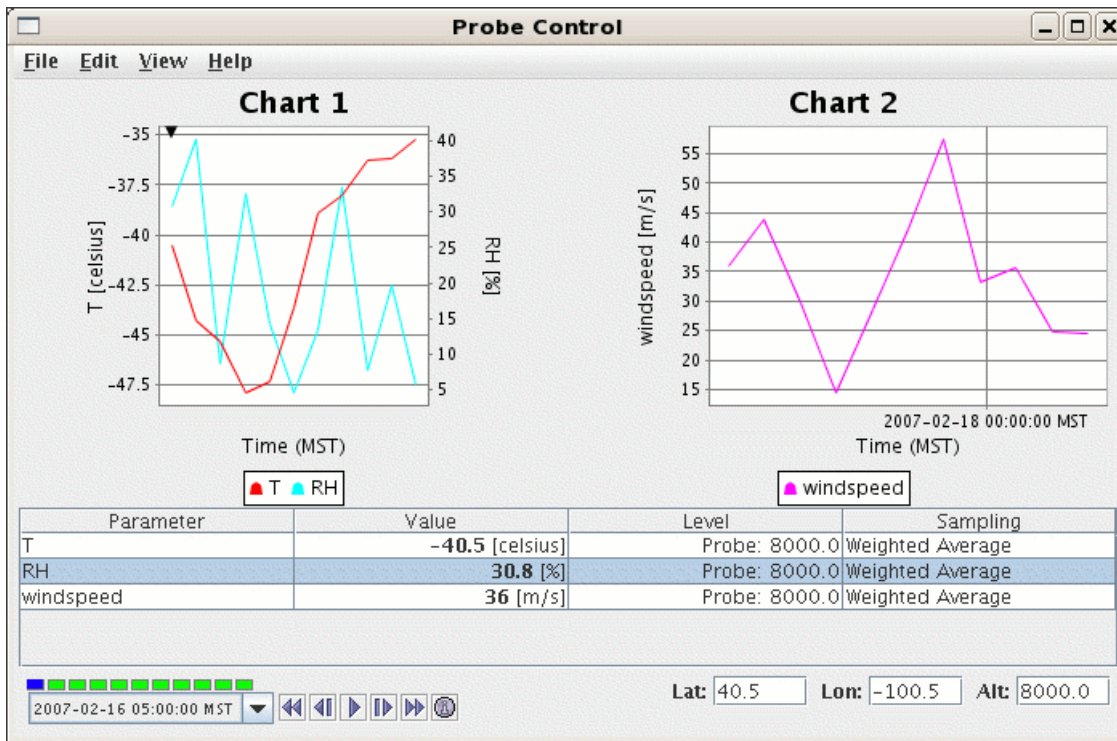 Probe Control
File Edit View Help
Chart 1
Chart 2
-35
-37.5
-40
-42.5
-45
-47.5
T [celsius]
40
35
30
25
20
15
10
5
RH [%]
55
50
45
40
35
30
25
20
15
windspeed [m/s]
2007-02-18 00:00:00 MST
Time (MST)
Time (MST)
T RH
windspeed
Parameter Value Level Sampling
T -40.5 [celsius] Probe: 8000.0 Weighted Average
RH 30.8 [%] Probe: 8000.0 Weighted Average
windspeed 36 [m/s] Probe: 8000.0 Weighted Average
2007-02-16 05:00:00 MST
Lat: 40.5 Lon: -100.5 Alt: 8000.0